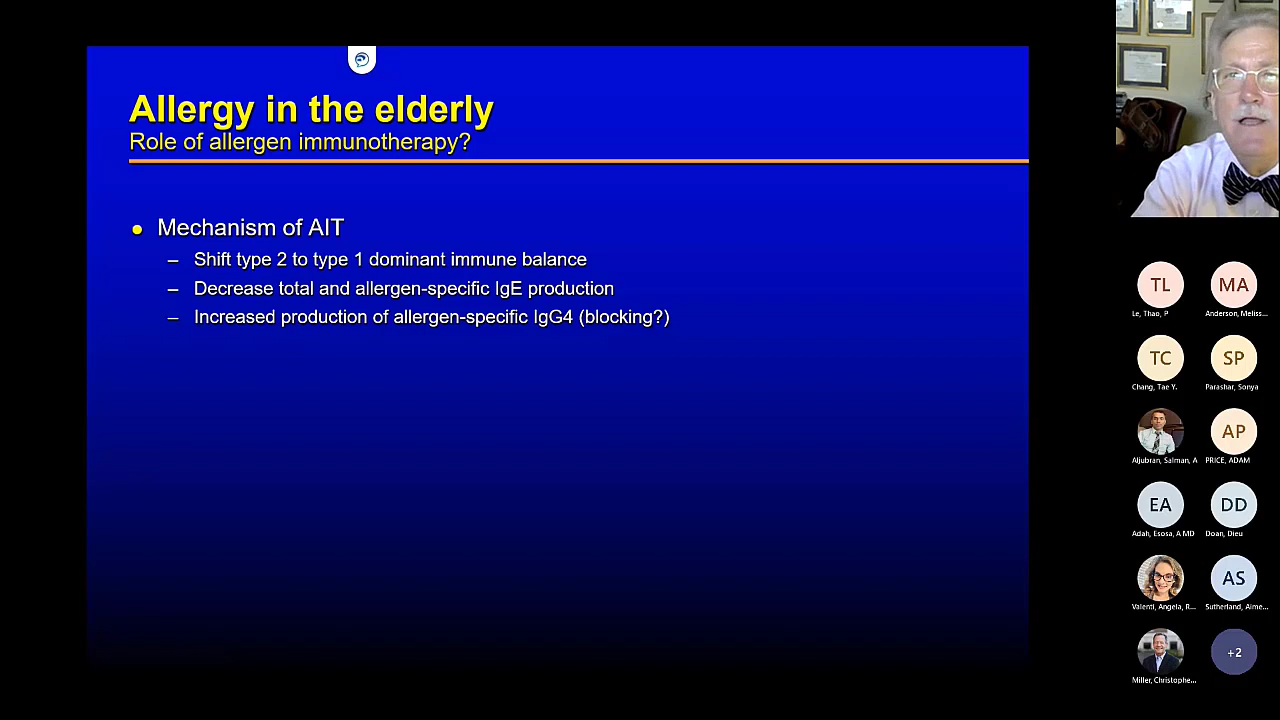 Allergy in the elderly
Role of allergen immunotherapy?
● Mechanism of AIT
– Shift type 2 to type 1 dominant immune balance
– Decrease total and allergen-specific IgE production
– Increased production of allergen-specific IgG4 (blocking?)
TL
MA
Le, Thao, P
Anderson, Meliss...
TC
SP
Chang, Tae Y.
Parashar, Sonya
AP
Aljubran, Salman, A
PRICE, ADAM
EA
DD
Adah, Esosa, A MD
Doan, Dieu
AS
Valenti, Angela, R...
Sutherland, Aime...
+2
Miller, Christophe...